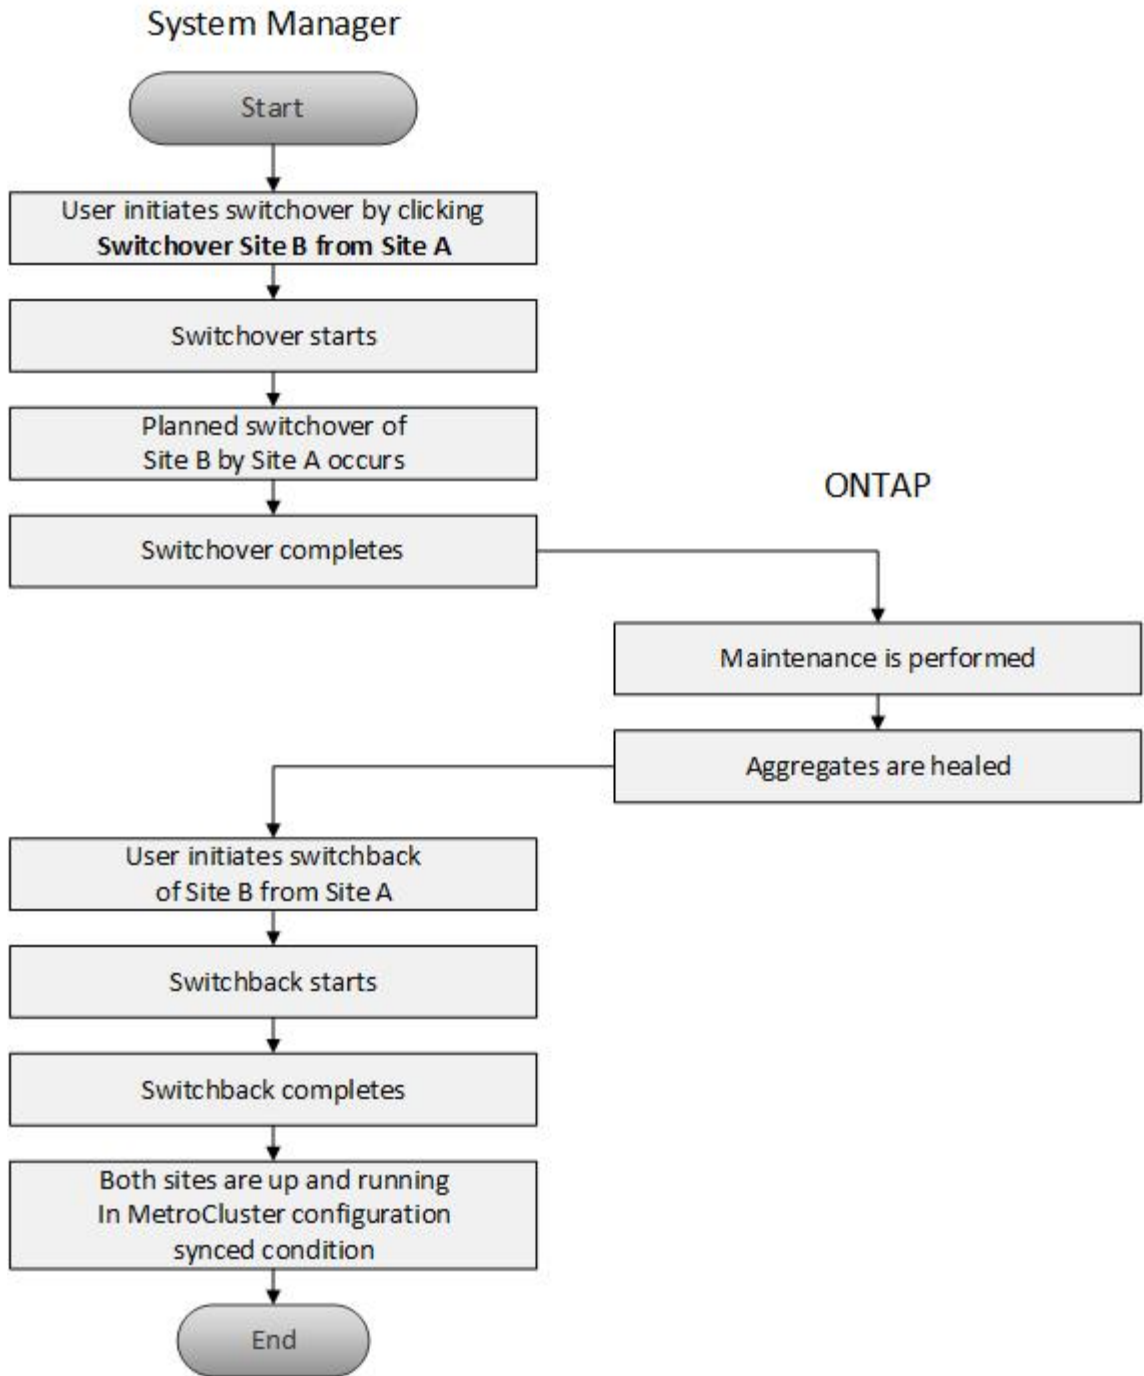 System Manager
Start
User initiates switchover by clicking
Switchover Site B from Site A
Switchover starts
Planned switchover of
Site B by Site A occurs
Switchover completes
ONTAP
Maintenance is performed
Aggregates are healed
User initiates switchback
of Site B from Site A
Switchback starts
Switchback completes
Both sites are up and running
In MetroCluster configuration
synced condition
End